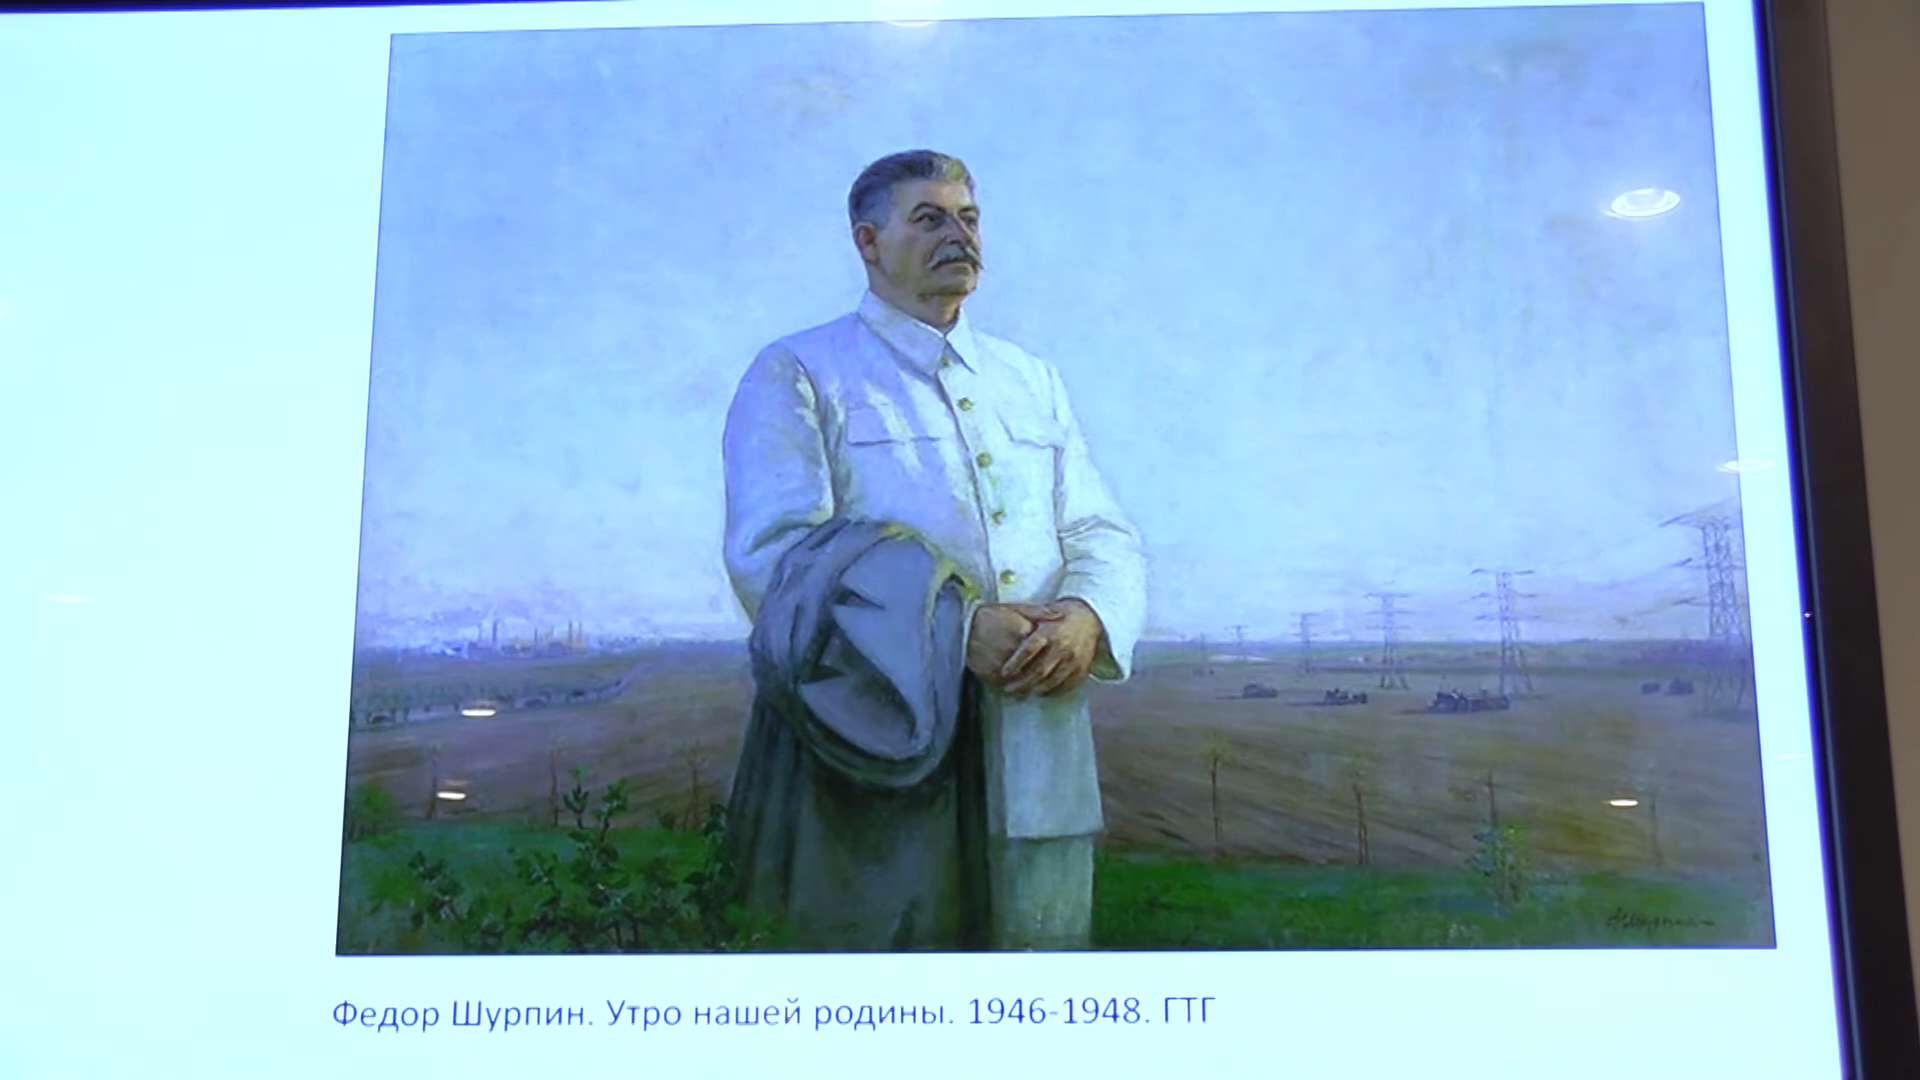 Федор Шурпин. Утро нашей родины. 1946-1948. ГТГ